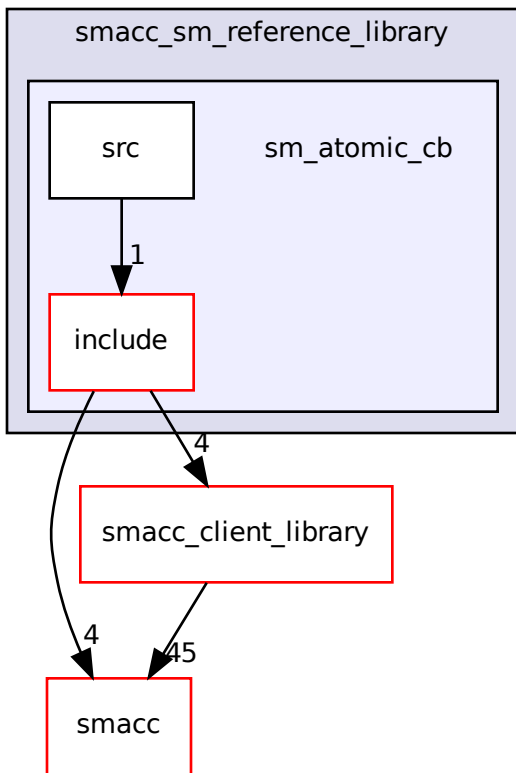 smacc_sm_reference_library
src
sm_atomic_cb
1
include
4
smacc_client_library
4
45
smacc